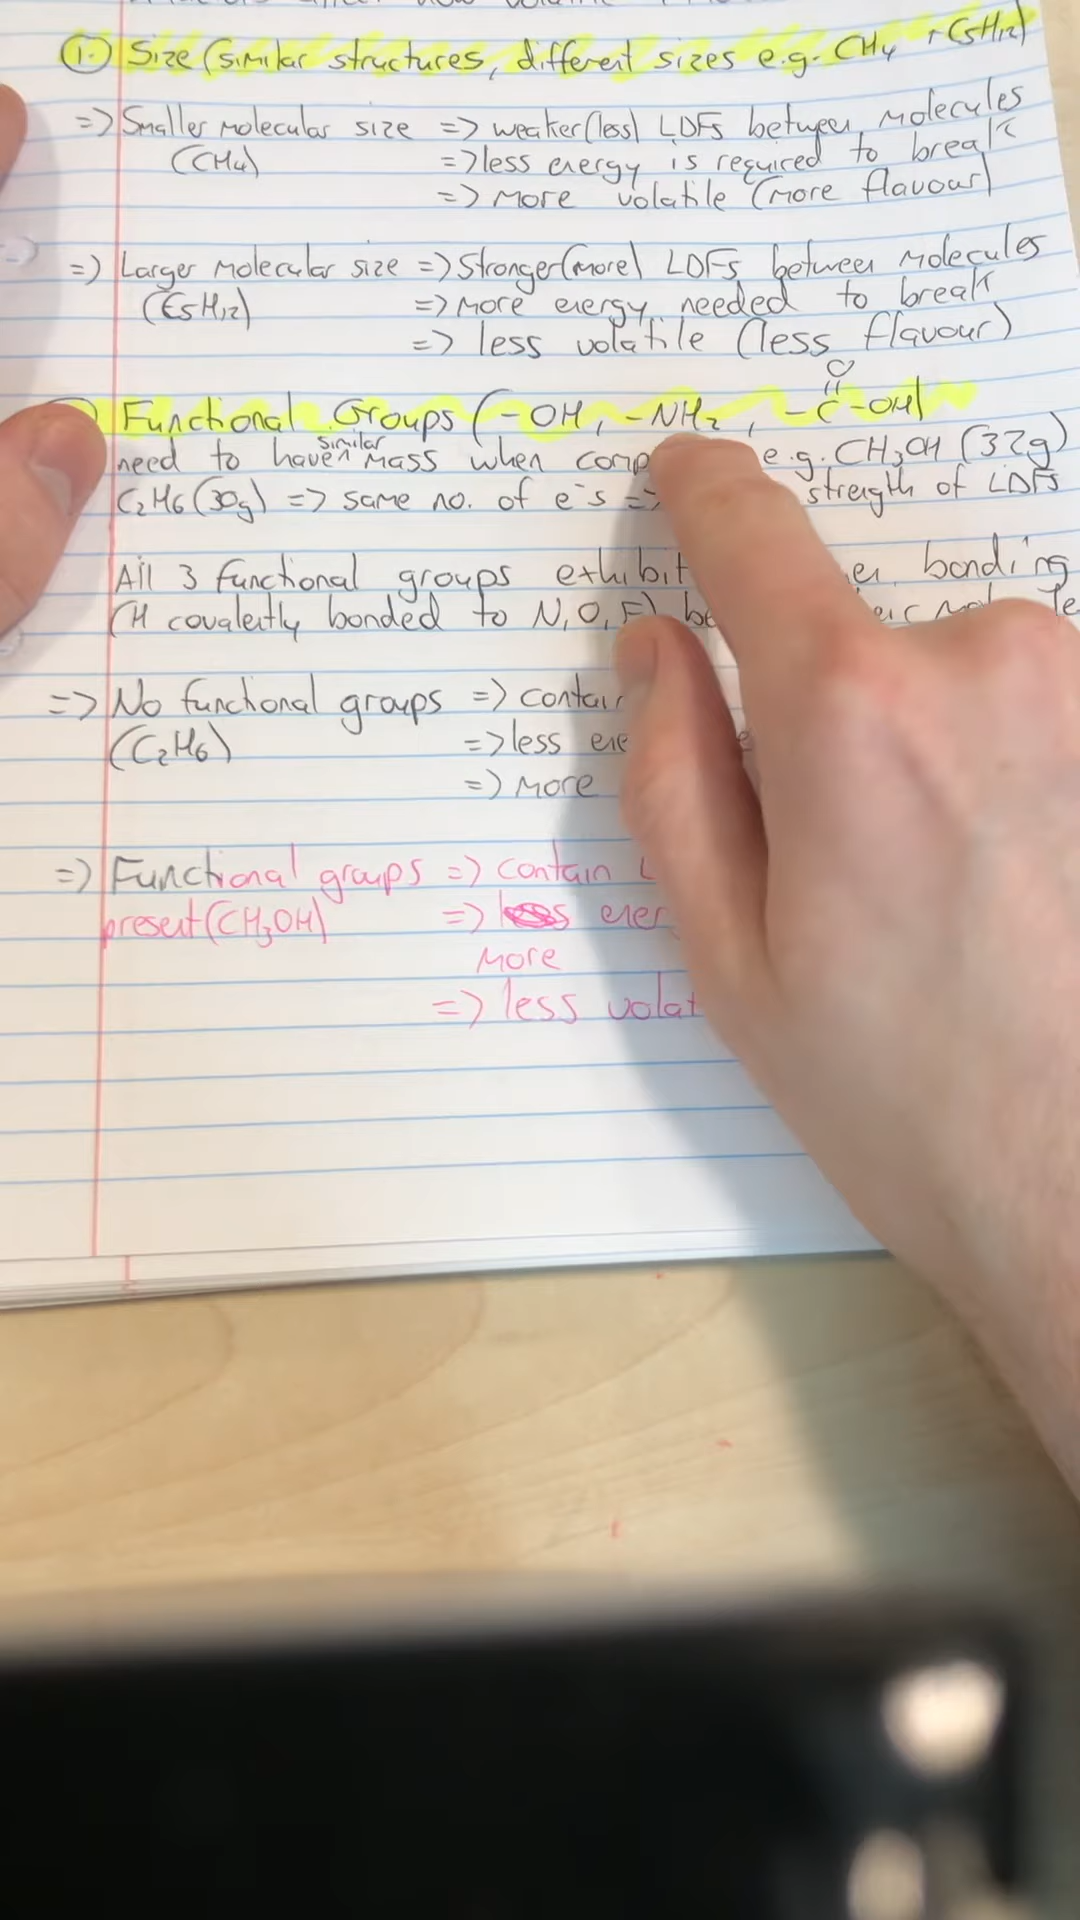 1. Size (similar structures, different sizes e.g. CH4 + C5H12)
=> Smaller molecular size => weaker (less) LDFs between molecules
(CH4) => less energy is required to break
=> more volatile (more flavour)
=> Larger molecular size => Stronger (more) LDFs between molecules
(C5H12) => more energy needed to break
=> less volatile (less flavour)
O
Functional Groups (-OH, -NH2, -C-OH)
similar
need to have mass when comp e.g. CH3OH (32g)
C2H6 (30g) => same no. of e-s => strength of LDFs
All 3 functional groups exhibit bonding
(H covalently bonded to N, O, F)
=> No functional groups => contain
(C2H6) => less
=> more
=> Functional groups => contain L
present (CH3OH) => ener
more
=> less volat